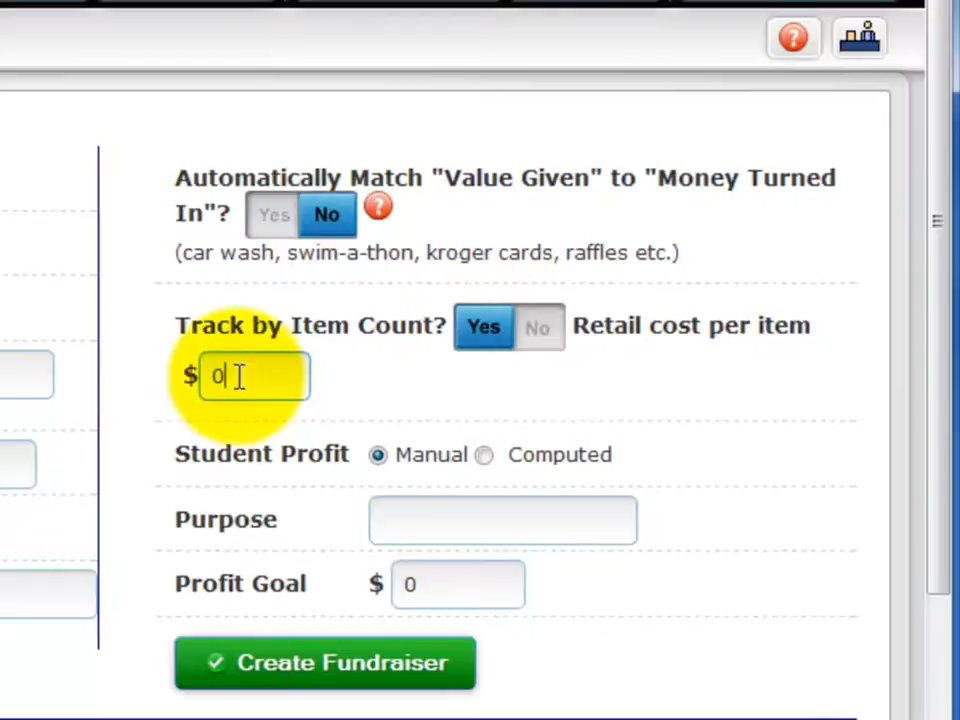 ?
Automatically Match "Value Given" to "Money Turned
In"? Yes No ?
(car wash, swim-a-thon, kroger cards, raffles etc.)
Track by Item Count? Yes No Retail cost per item
$ 0
Student Profit Manual Computed
Purpose
Profit Goal $ 0
Create Fundraiser